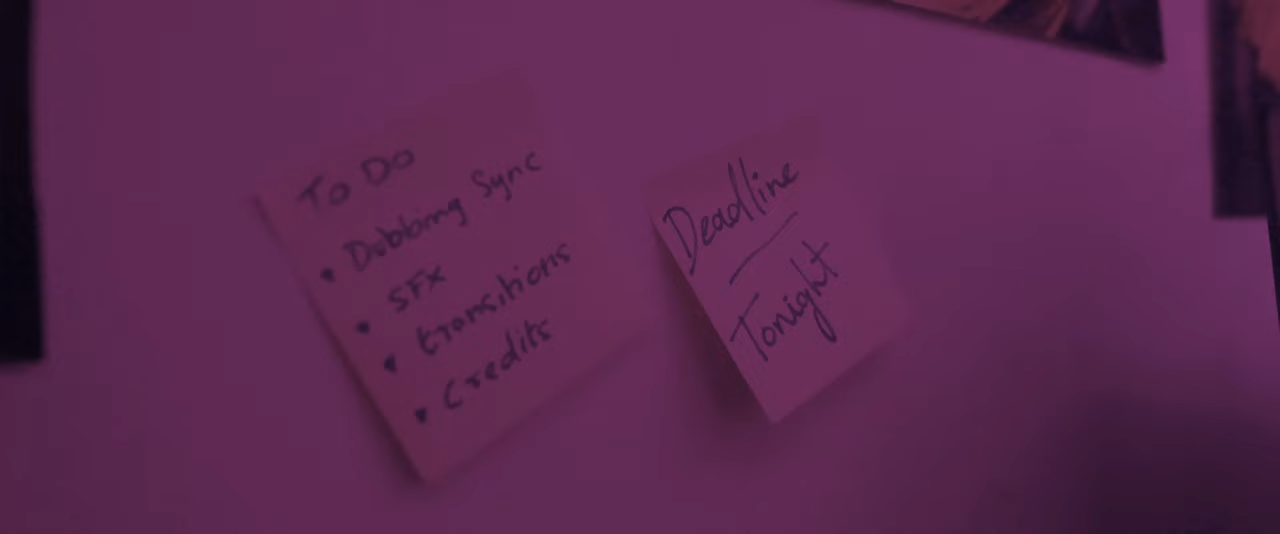 To Do
• Dubbing Sync
• SFX
• transitions
• Credits
Deadline
Tonight